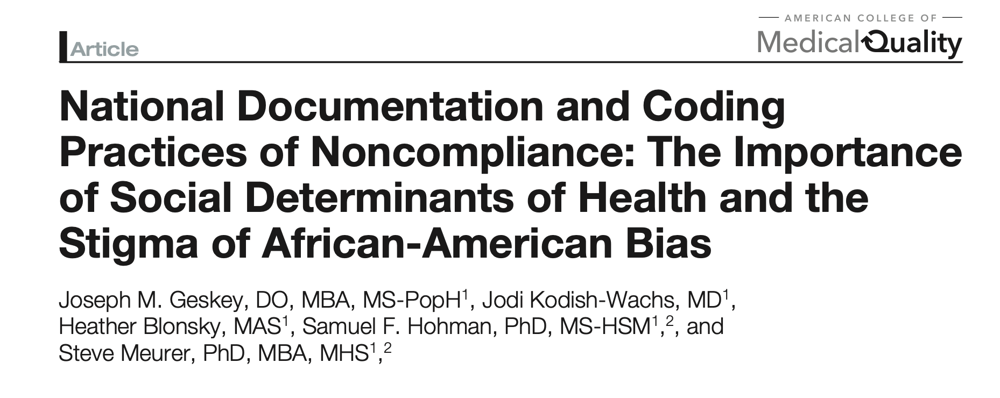 AMERICAN COLLEGE OF
Article
Medical Quality
National Documentation and Coding
Practices of Noncompliance: The Importance
of Social Determinants of Health and the
Stigma of African-American Bias
Joseph M. Geskey, DO, MBA, MS-PopH¹, Jodi Kodish-Wachs, MD¹,
Heather Blonsky, MAS¹, Samuel F. Hohman, PhD, MS-HSM¹,², and
Steve Meurer, PhD, MBA, MHS¹,²